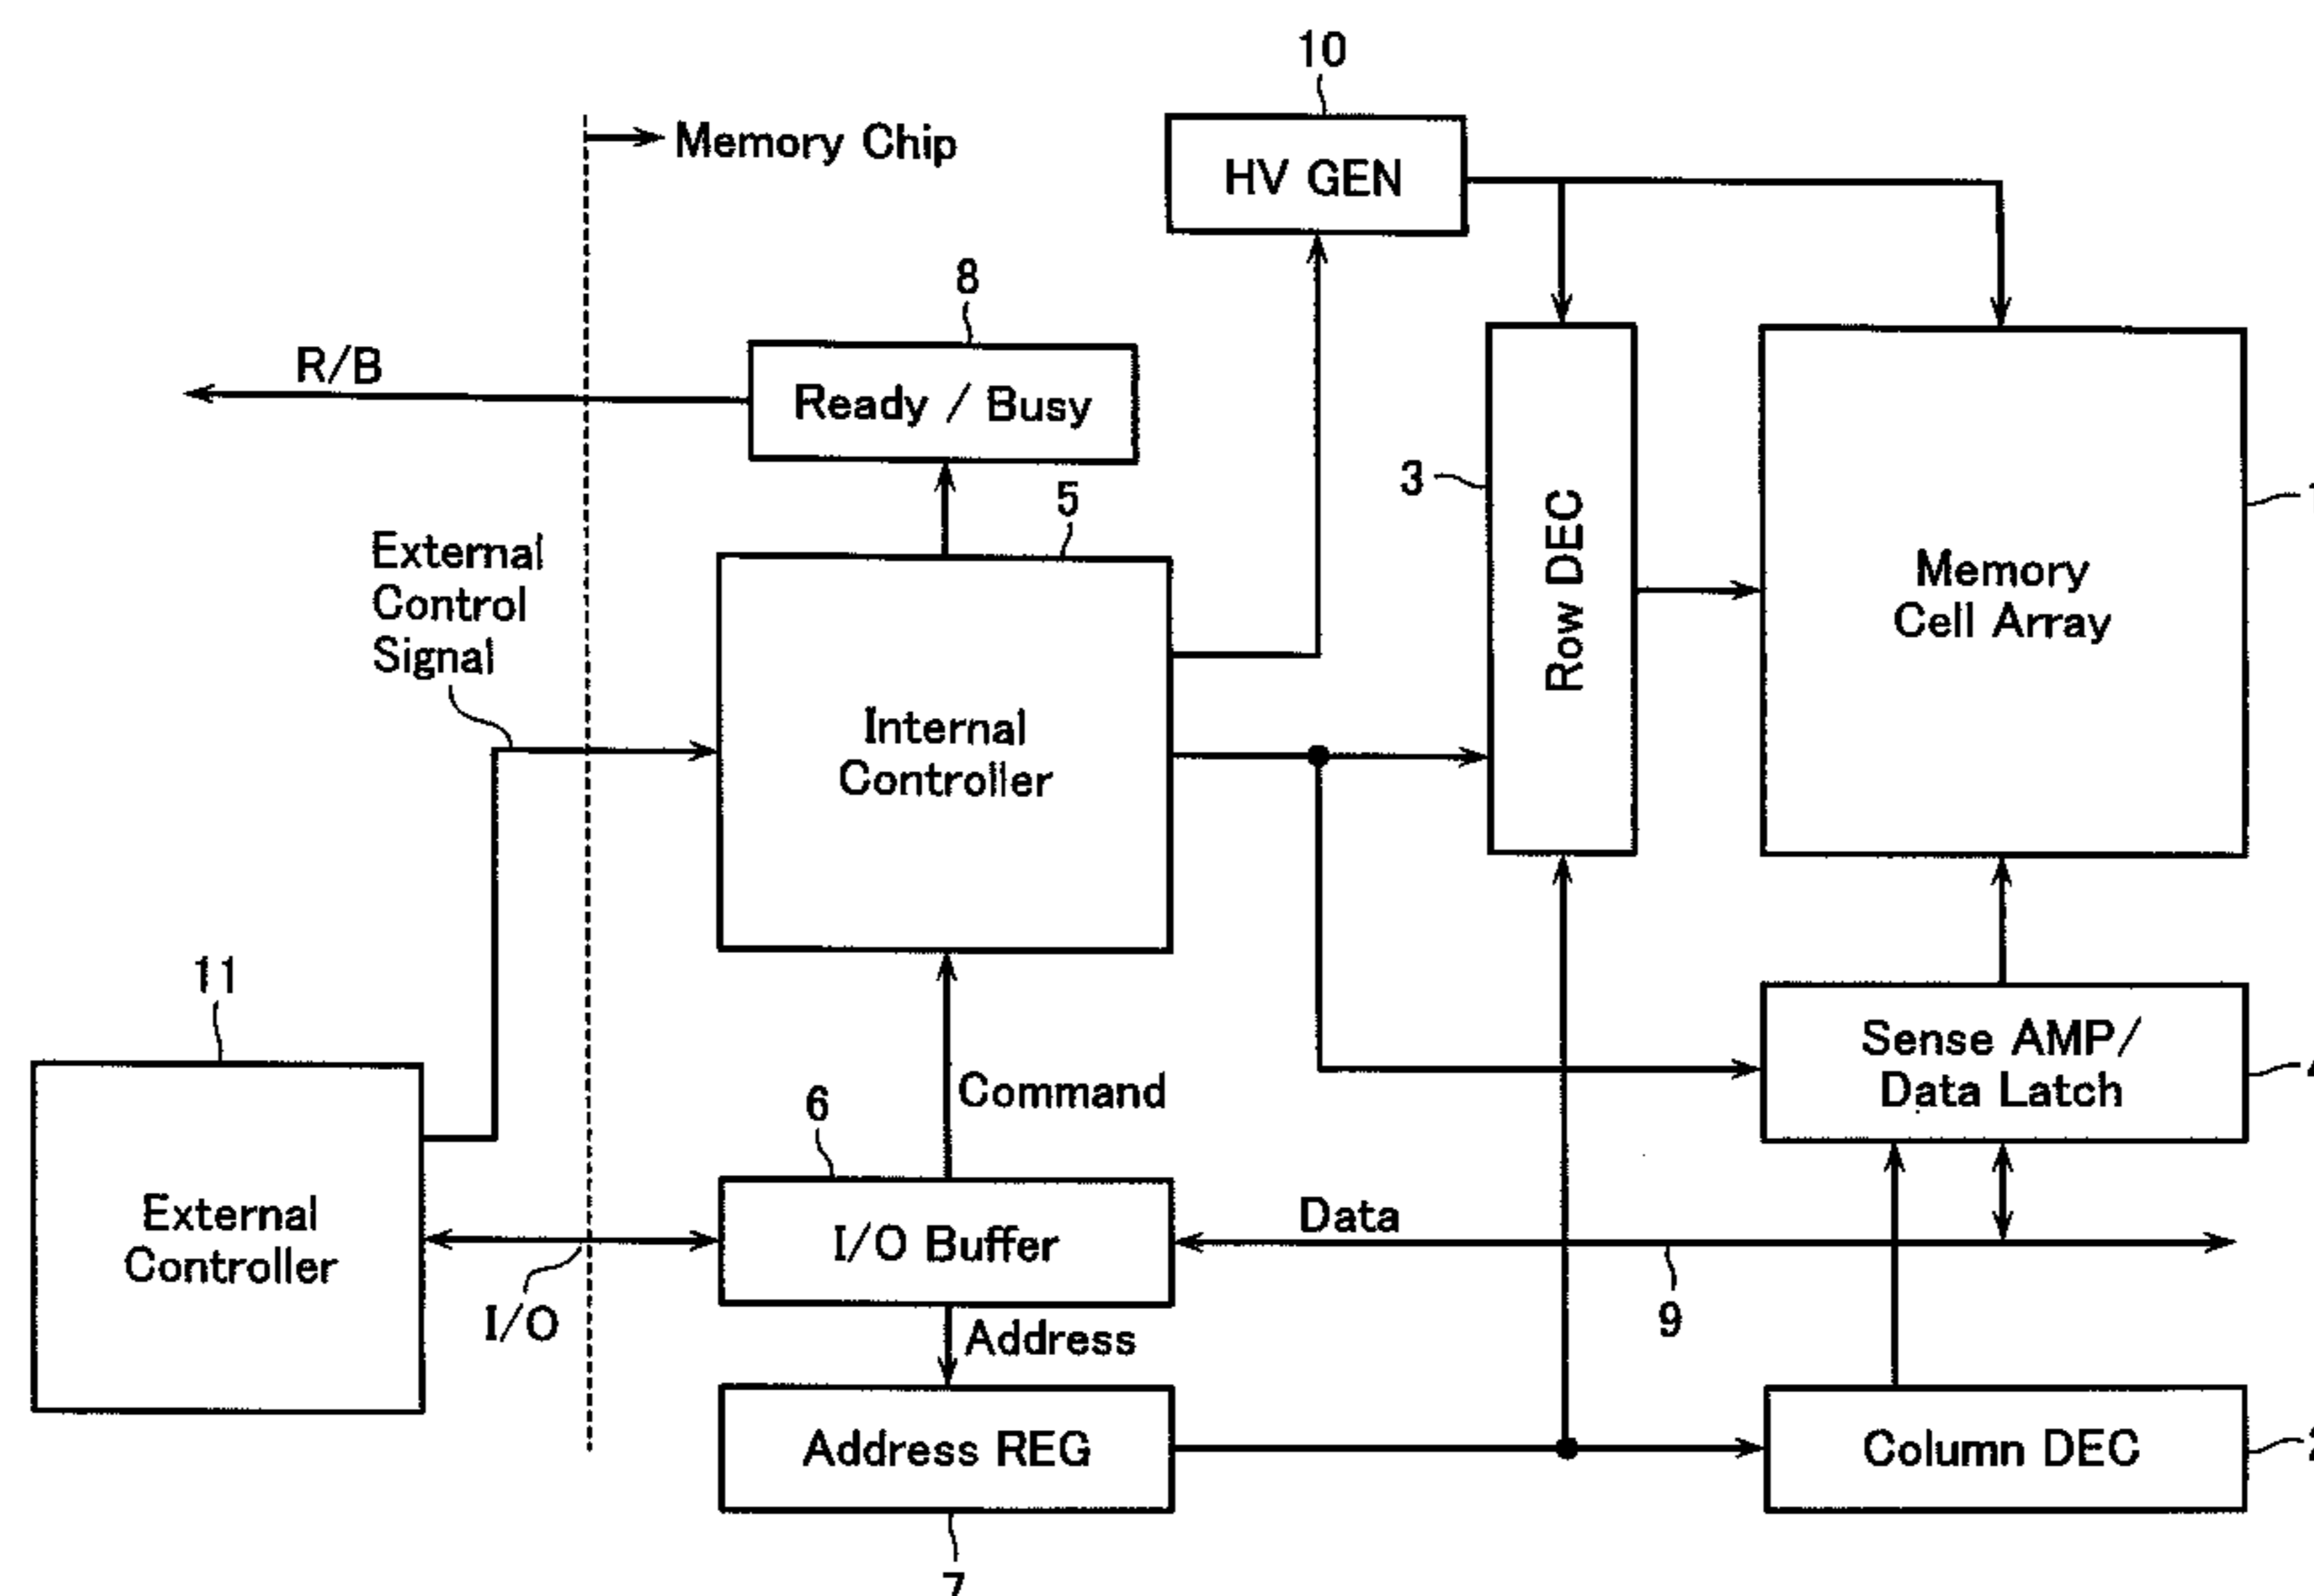 10
Memory Chip
HV GEN
8
R/B
Ready / Busy
3
5
External
Control
Signal
Row DEC
Memory
Cell Array
Internal
Controller
11
Sense AMP/
Data Latch
Command
6
External
Controller
I/O Buffer
Data
I/O
Address
9
Address REG
Column DEC
7